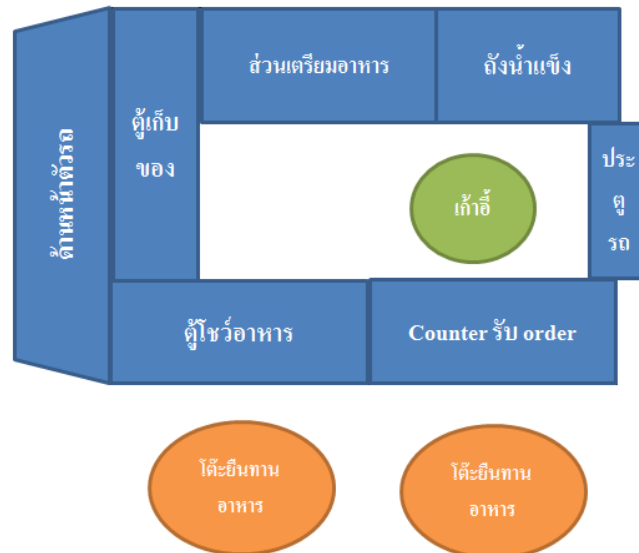 ส่วนเตรียมอาหาร
ถังน้ำแข็ง
ตู้เก็บ
ของ
ด้านหน้าตัวรถ
เก้าอี้
ประ
ตู
รถ
ตู้โชว์อาหาร
Counter รับ order
โต๊ะยืนทาน
อาหาร
โต๊ะยืนทาน
อาหาร